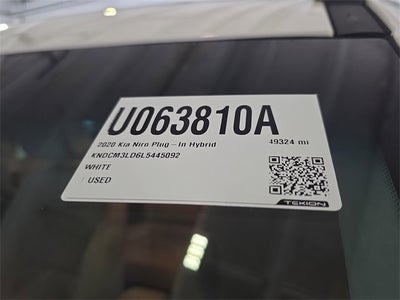 U063810A
2020 Kia Niro Plug-In Hybrid 49324 mi
KNDCM3LD6L5445092
WHITE
USED
TEKION